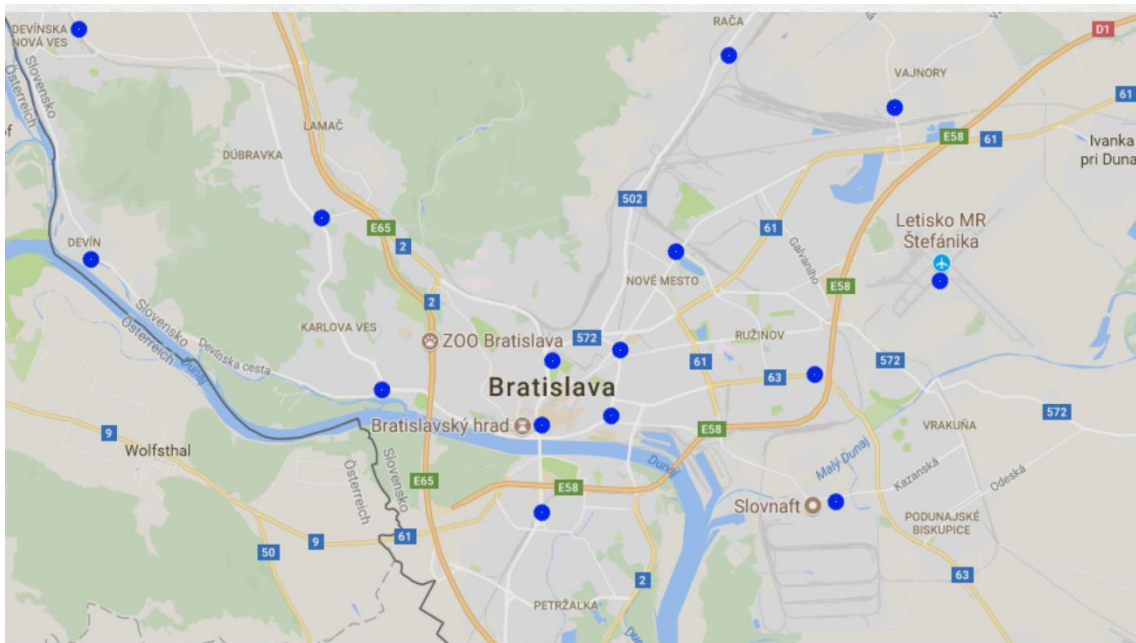 DEVÍNSKA
NOVÁ VES
RAČA
D1
VAJNORY
61
Slovensko
Österreich
LAMAČ
E58
61
Ivanka
pri Duna
DÚBRAVKA
502
E65
2
61
Letisko MR
Štefánika
DEVÍN
Galvaniho
NOVÉ MESTO
E58
2
Slovensko
Österreich
KARLOVA VES
ZOO Bratislava
572
RUŽINOV
61
572
Dunaj
Devínska cesta
63
Bratislava
572
Bratislavský hrad
E58
VRAKUŇA
9
Wolfsthal
Slovensko
Österreich
Dunaj
Malý Dunaj
Kazanská
Odeská
E65
E58
Slovnaft
PODUNAJSKÉ
BISKUPICE
61
9
50
63
2
PETRŽALKA